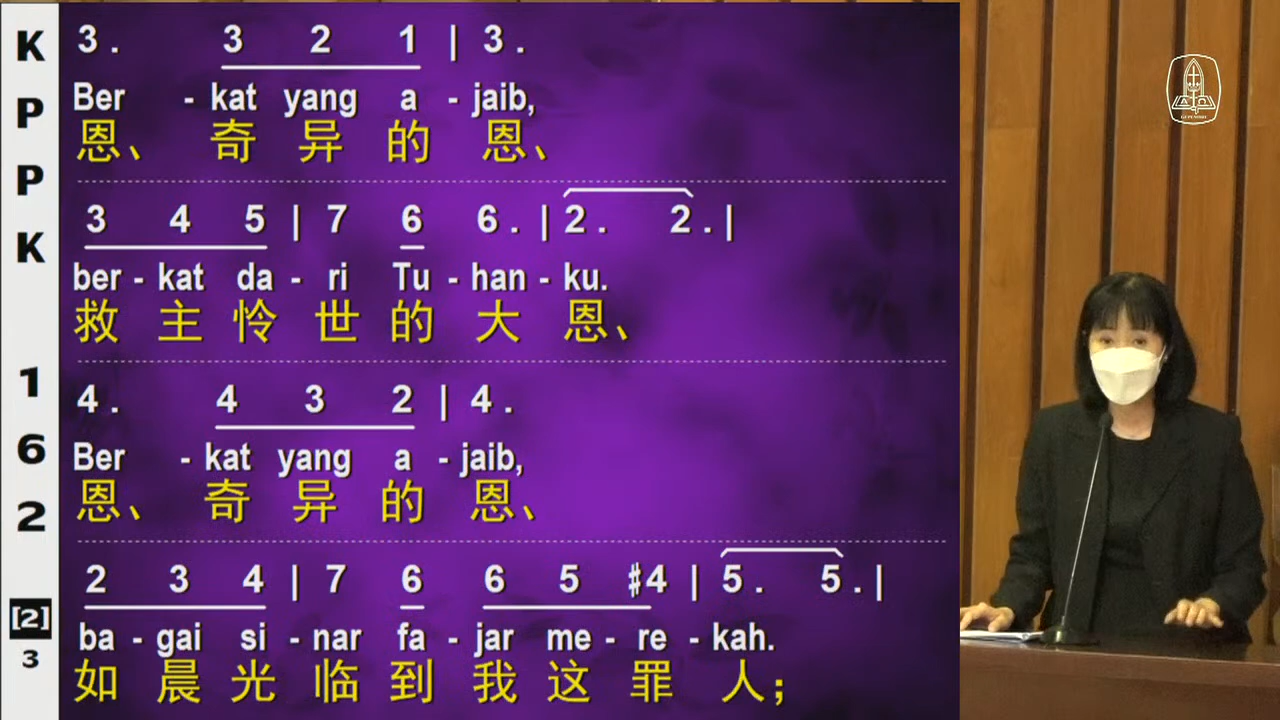 KPPK 162
[2]
3
3 . 3 2 1 | 3 .
Ber - kat yang a - jaib,
恩、 奇 异 的 恩、
3 4 5 | 7 6 6 . | 2 . 2 . |
ber - kat da - ri Tu - han - ku.
救 主 怜 世 的 大 恩、
4 . 4 3 2 | 4 .
Ber - kat yang a - jaib,
恩、 奇 异 的 恩、
2 3 4 | 7 6 6 5 ♯4 | 5 . 5 . |
ba - gai si - nar fa - jar me - re - kah.
如 晨 光 临 到 我 这 罪 人；